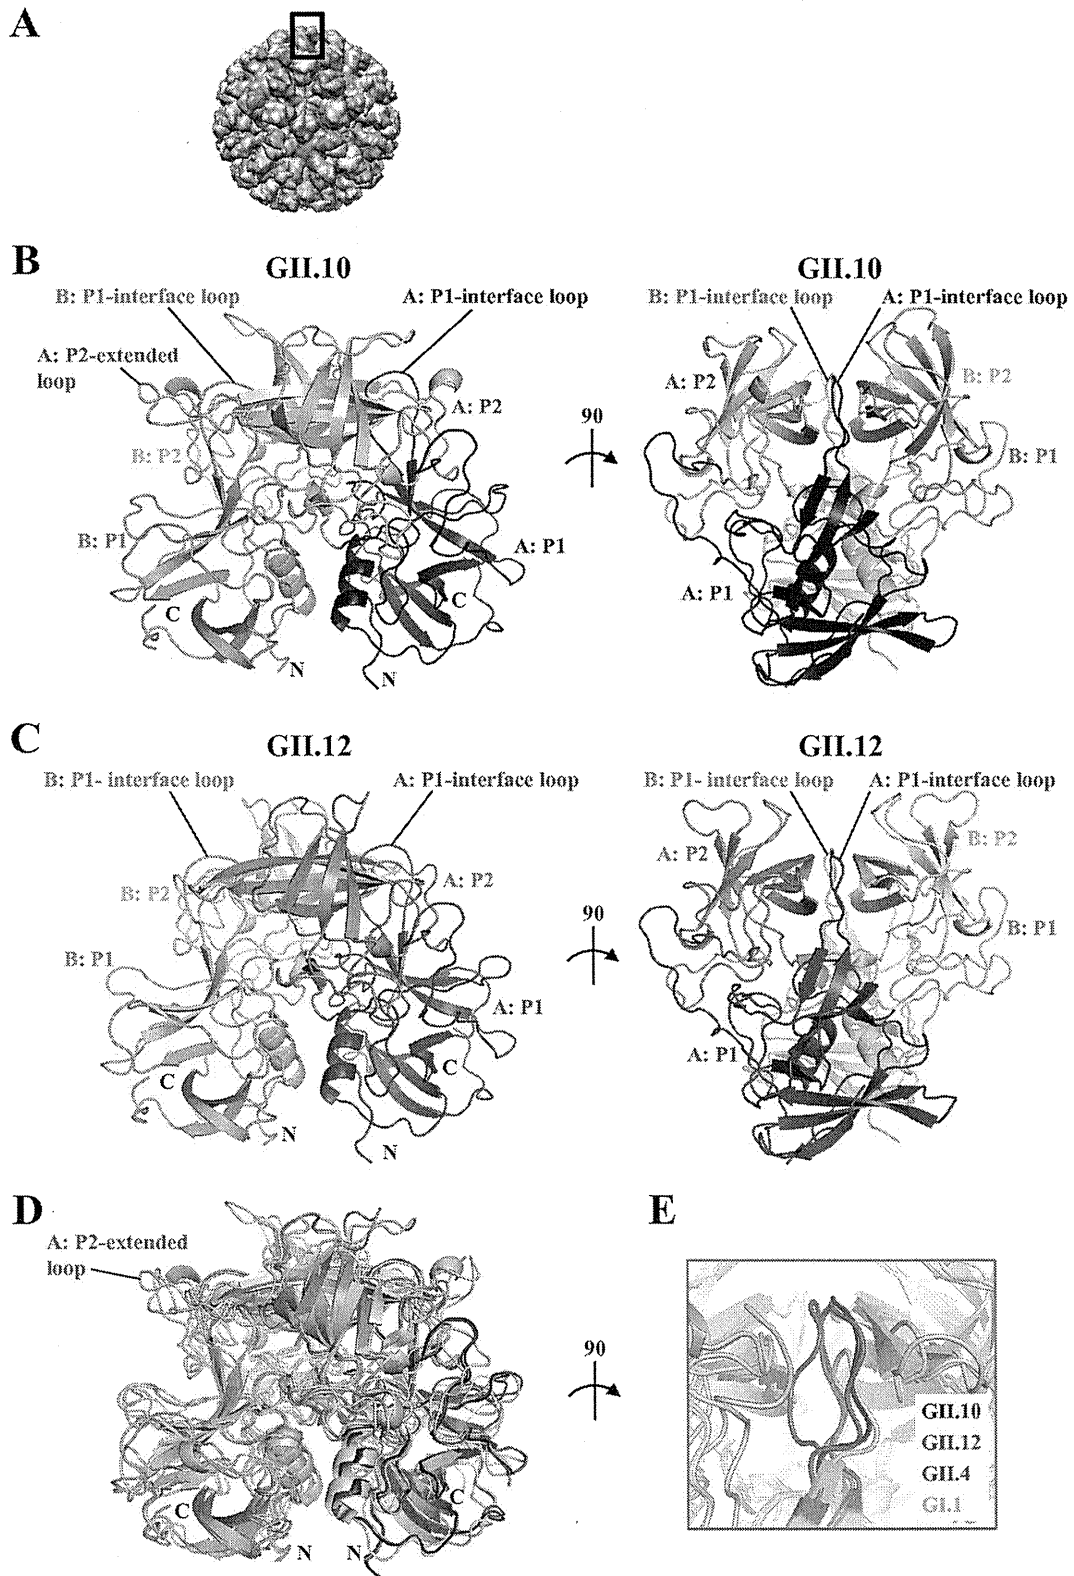 A
B
GII.10
GII.10
B: P1-interface loop
A: P1-interface loop
B: P1-interface loop
A: P1-interface loop
A: P2-extended
loop
A: P2
B: P2
A: P2
90
B: P2
B: P1
B: P1
A: P1
A: P1
C
C
N
N
C
GII.12
GII.12
B: P1- interface loop
A: P1-interface loop
B: P1- interface loop
A: P1-interface loop
B: P2
A: P2
A: P2
B: P2
90
B: P1
B: P1
A: P1
A: P1
C
C
N
N
D
E
A: P2-extended
loop
90
C
C
N
N
GII.10
GII.12
GII.4
GI.1